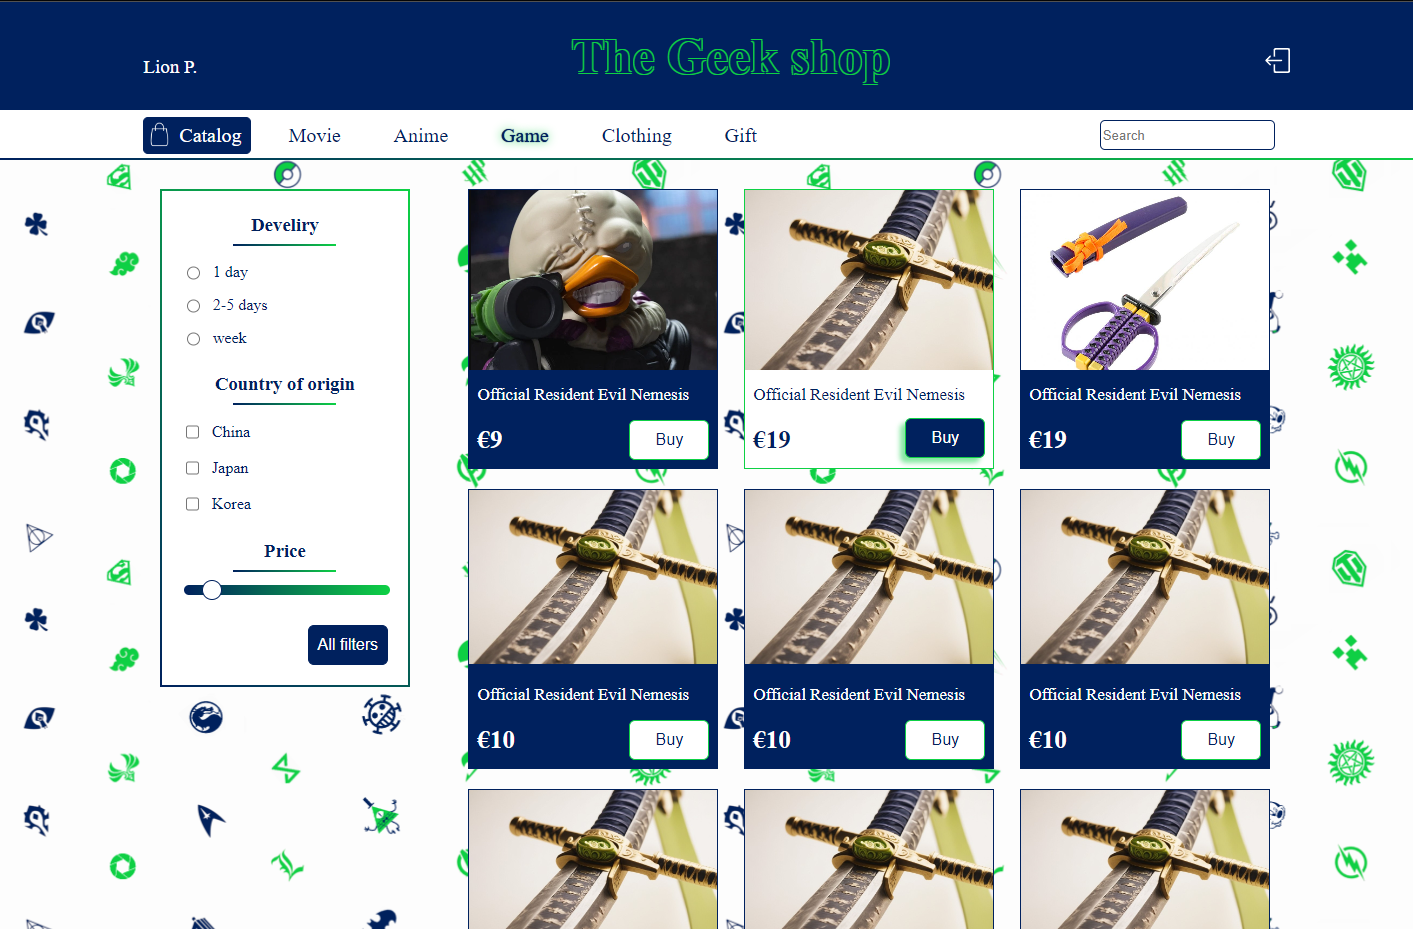 The Geek shop
Lion P.
Catalog Movie Anime Game Clothing Gift Search
Develiry
1 day
2-5 days
week
Country of origin
China
Japan
Korea
Price
All filters
Official Resident Evil Nemesis
€9 Buy
Official Resident Evil Nemesis
€19 Buy
Official Resident Evil Nemesis
€19 Buy
Official Resident Evil Nemesis
€10 Buy
Official Resident Evil Nemesis
€10 Buy
Official Resident Evil Nemesis
€10 Buy